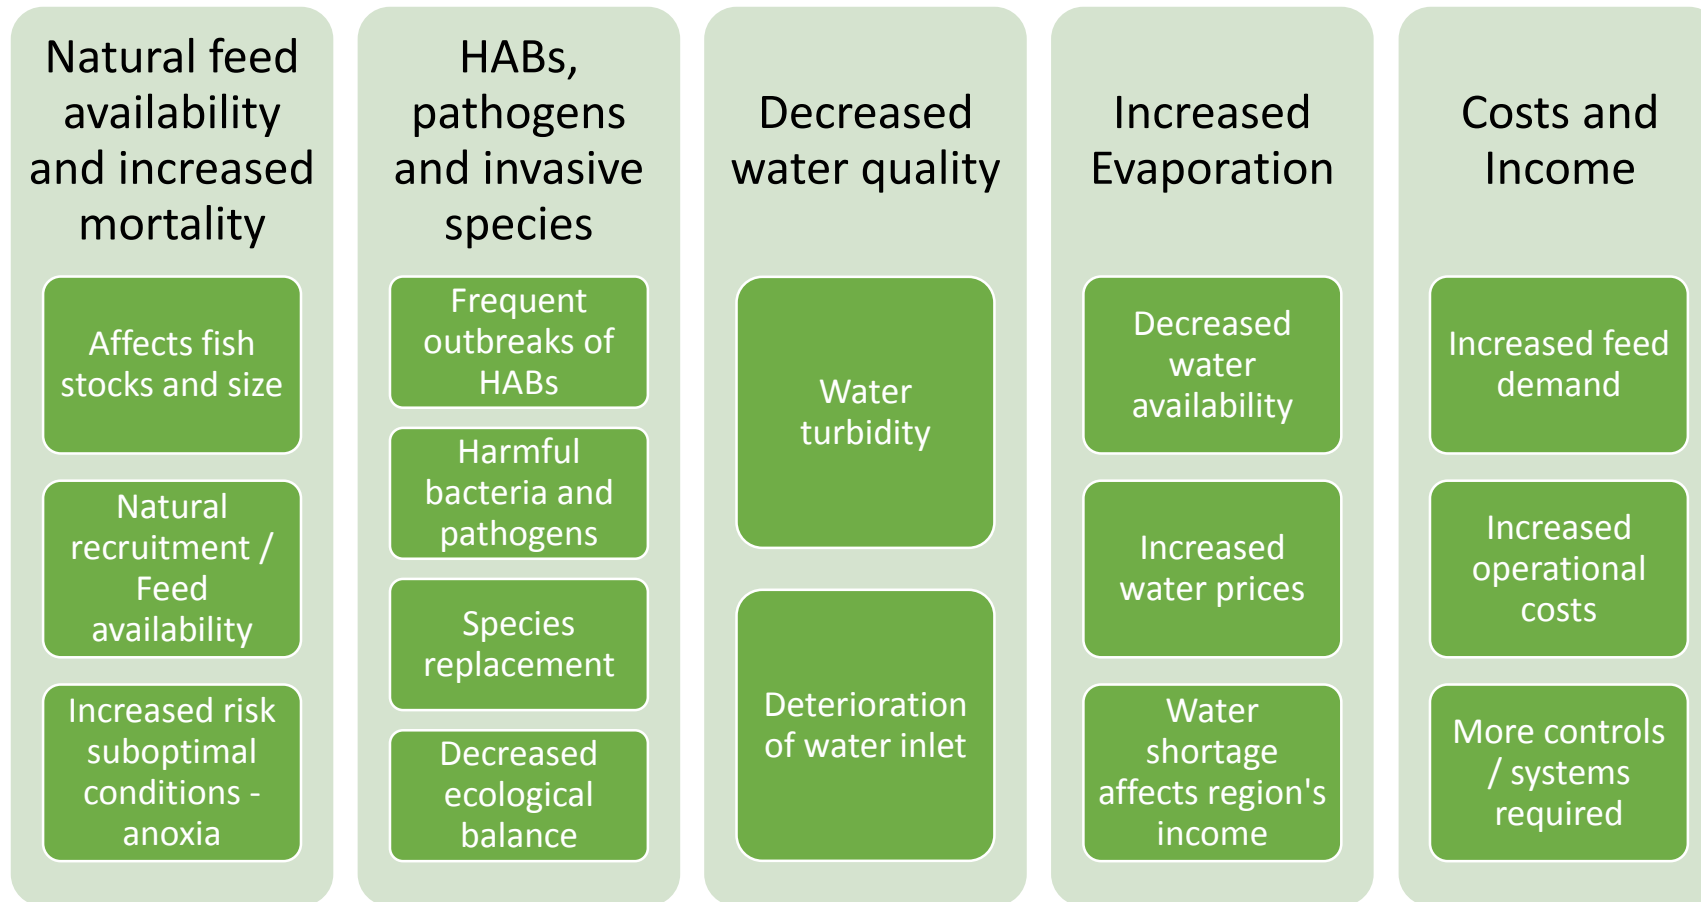 Natural feed
availability
and increased
mortality
Affects fish
stocks and size
Natural
recruitment /
Feed
availability
Increased risk
suboptimal
conditions -
anoxia
HABs,
pathogens
and invasive
species
Frequent
outbreaks of
HABs
Harmful
bacteria and
pathogens
Species
replacement
Decreased
ecological
balance
Decreased
water quality
Water
turbidity
Deterioration
of water inlet
Increased
Evaporation
Decreased
water
availability
Increased
water prices
Water
shortage
affects region's
income
Costs and
Income
Increased feed
demand
Increased
operational
costs
More controls
/ systems
required